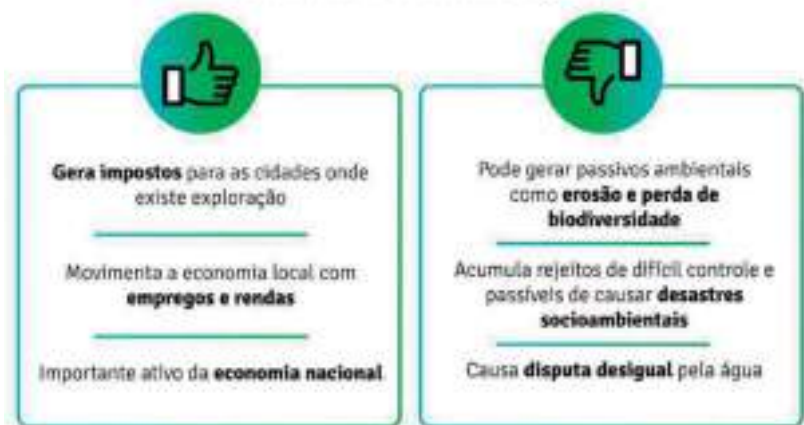 Gera impostos para as cidades onde
existe exploração
Movimenta a economia local com
empregos e rendas
Importante ativo da economia nacional
Pode gerar passivos ambientais
como erosão e perda de
biodiversidade
Acumula rejeitos de difícil controle e
passíveis de causar desastres
socioambientais
Causa disputa desigual pela água